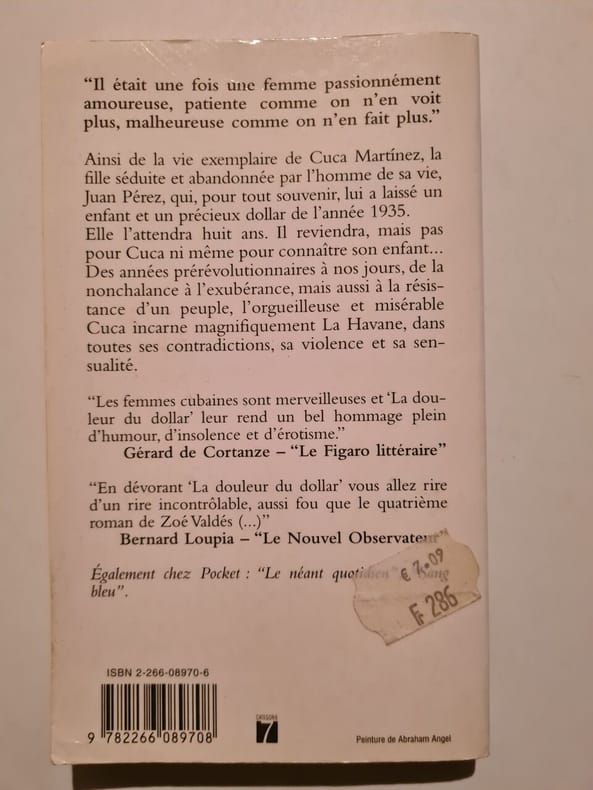 “Il était une fois une femme passionnément
amoureuse, patiente comme on n'en voit
plus, malheureuse comme on n'en fait plus.”
Ainsi de la vie exemplaire de Cuca Martínez, la
fille séduite et abandonnée par l'homme de sa vie,
Juan Pérez, qui, pour tout souvenir, lui a laissé un
enfant et un précieux dollar de l'année 1935.
Elle l'attendra huit ans. Il reviendra, mais pas
pour Cuca ni même pour connaître son enfant...
Des années prérévolutionnaires à nos jours, de la
nonchalance à l'exubérance, mais aussi à la résis-
tance d'un peuple, l'orgueilleuse et misérable
Cuca incarne magnifiquement La Havane, dans
toutes ses contradictions, sa violence et sa sen-
sualité.
“Les femmes cubaines sont merveilleuses et ‘La dou-
leur du dollar’ leur rend un bel hommage plein
d'humour, d'insolence et d'érotisme.”
Gérard de Cortanze – “Le Figaro littéraire”
“En dévorant ‘La douleur du dollar’ vous allez rire
d'un rire incontrôlable, aussi fou que le quatrième
roman de Zoé Valdés (...)”
Bernard Loupia – “Le Nouvel Observateur”
Également chez Pocket : “Le néant quotidien” “Sang
bleu”.
€ 7.09
F 286
ISBN 2-266-08970-6
9 782266 089708
CATÉGORIE
7
Peinture de Abraham Angel